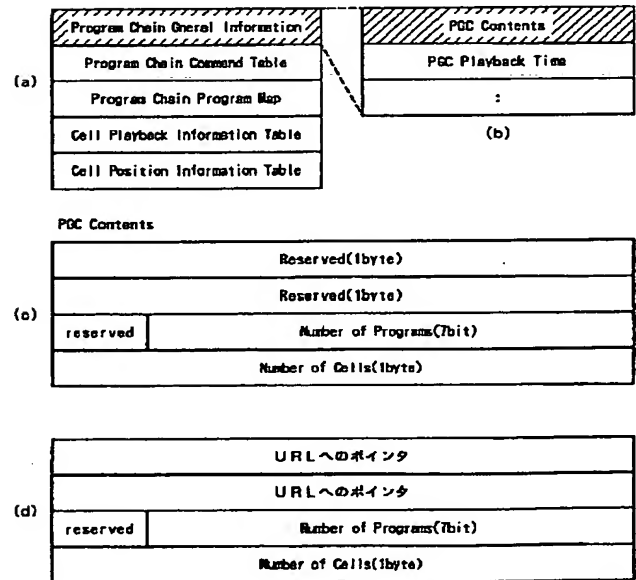 Program Chain Gneral Information
Program Chain Command Table
Program Chain Program Map
Cell Playback Information Table
Cell Position Information Table
(a)
PGC Contents
PGC Playback Time
:
(b)
PGC Contents
(c)
Reserved(1byte)
Reserved(1byte)
reserved Number of Programs(7bit)
Number of Cells(1byte)
(d)
URLへのポインタ
URLへのポインタ
reserved Number of Programs(7bit)
Number of Cells(1byte)